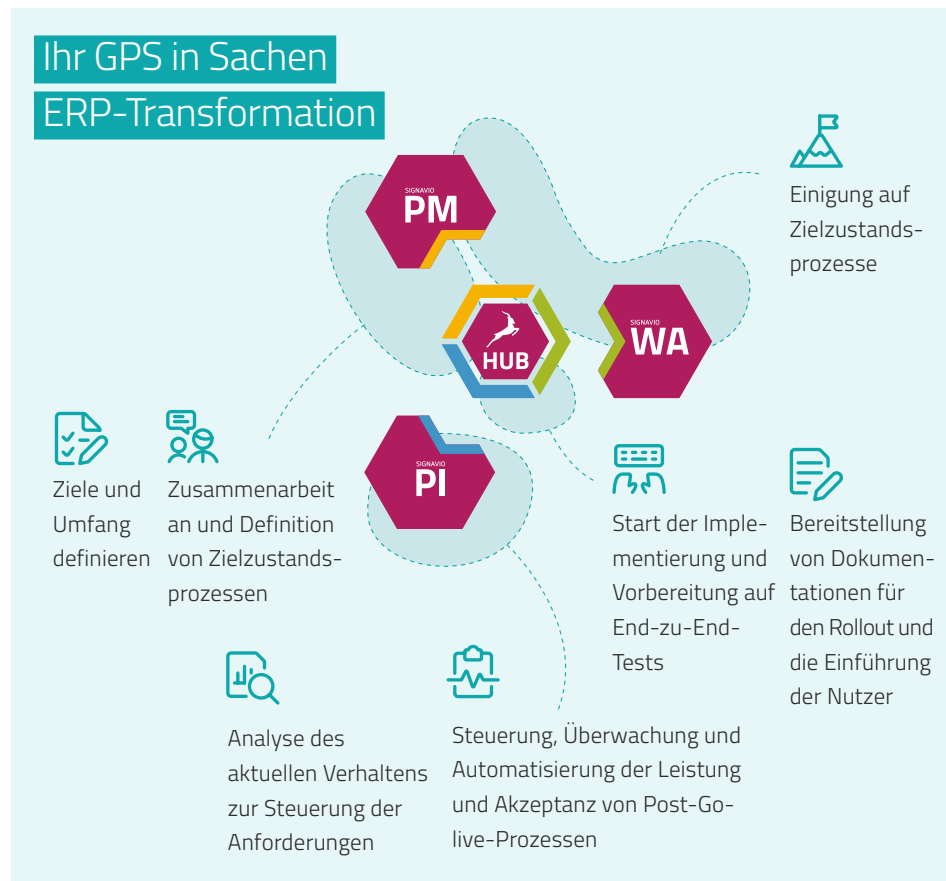 Ihr GPS in Sachen
ERP-Transformation
SIGNAVIO
PM
Einigung auf
Zielzustands-
prozesse
HUB
SIGNAVIO
WA
SIGNAVIO
PI
Ziele und
Umfang
definieren
Zusammenarbeit
an und Definition
von Zielzustands-
prozessen
Start der Imple-
mentierung und
Vorbereitung auf
End-zu-End-
Tests
Bereitstellung
von Dokumen-
tationen für
den Rollout und
die Einführung
der Nutzer
Analyse des
aktuellen Verhaltens
zur Steuerung der
Anforderungen
Steuerung, Überwachung und
Automatisierung der Leistung
und Akzeptanz von Post-Go-
live-Prozessen